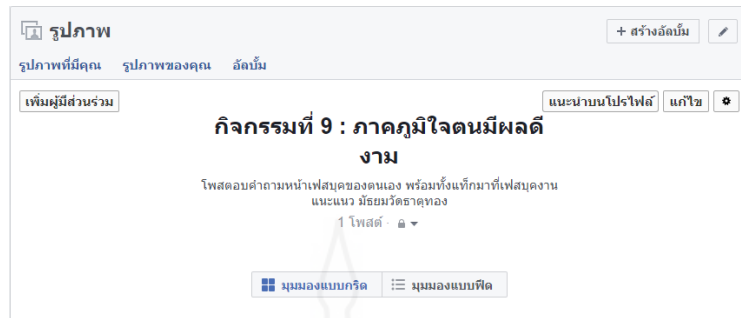 รูปภาพ
+ สร้างอัลบั้ม
รูปภาพที่มีคุณ รูปภาพของคุณ อัลบั้ม
เพิ่มผู้มีส่วนร่วม
แนะนำบนโปรไฟล์ แก้ไข
กิจกรรมที่ 9 : ภาคภูมิใจตนมีผลดี
งาม
โพสตอบคำถามหน้าเฟสบุคของตนเอง พร้อมทั้งแท็กมาที่เฟสบุคงาน
แนะแนว มัธยมวัดธาตุทอง
1 โพสต์ ·
มุมมองแบบกริด มุมมองแบบฟีด